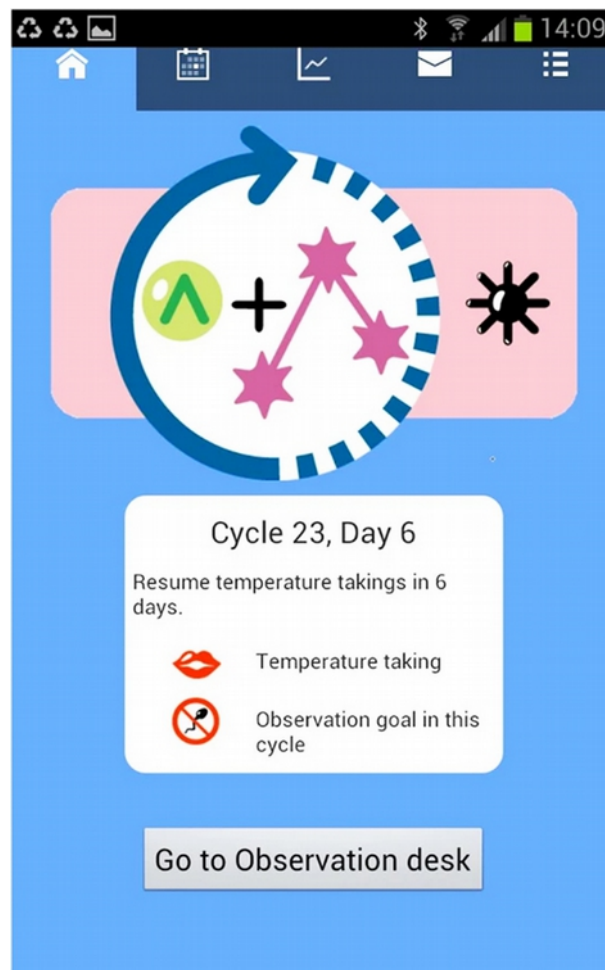 14:09
Cycle 23, Day 6
Resume temperature takings in 6
days.
Temperature taking
Observation goal in this
cycle
Go to Observation desk